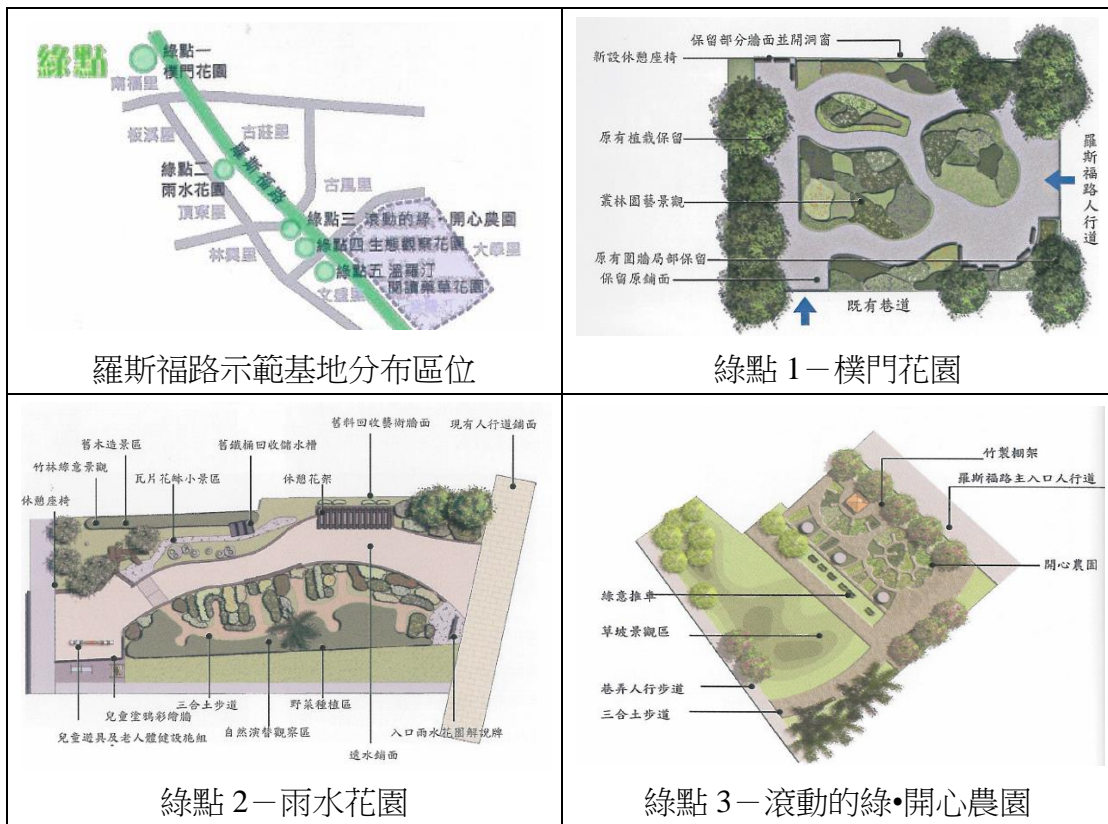 綠點
綠點一
樸門花園
南福里
板溪里
古莊里
羅斯福路
綠點二
雨水花園
頂東里
古風里
林興里
綠點三 滾動的綠•開心農園
綠點四 生態觀察花園
大學里
綠點五 溫羅汀
閱讀藥草花園
文盛里
羅斯福路示範基地分布區位
保留部分牆面並開洞窗
新設休憩座椅
原有植栽保留
叢林園藝景觀
原有圍牆局部保留
保留原鋪面
既有巷道
羅斯福路人行道
綠點 1－樸門花園
舊料回收藝術牆面
現有人行道鋪面
舊木造景區
舊鐵桶回收儲水槽
竹林綠意景觀
瓦片花缽小景區
休憩花架
休憩座椅
三合土步道
野菜種植區
兒童塗鴉彩繪牆
自然演替觀察區
入口雨水花園解說牌
兒童遊具及老人體健設施組
透水鋪面
綠點 2－雨水花園
竹製棚架
羅斯福路主入口人行道
開心農園
綠意推車
草坡景觀區
巷弄人行步道
三合土步道
綠點 3－滾動的綠•開心農園